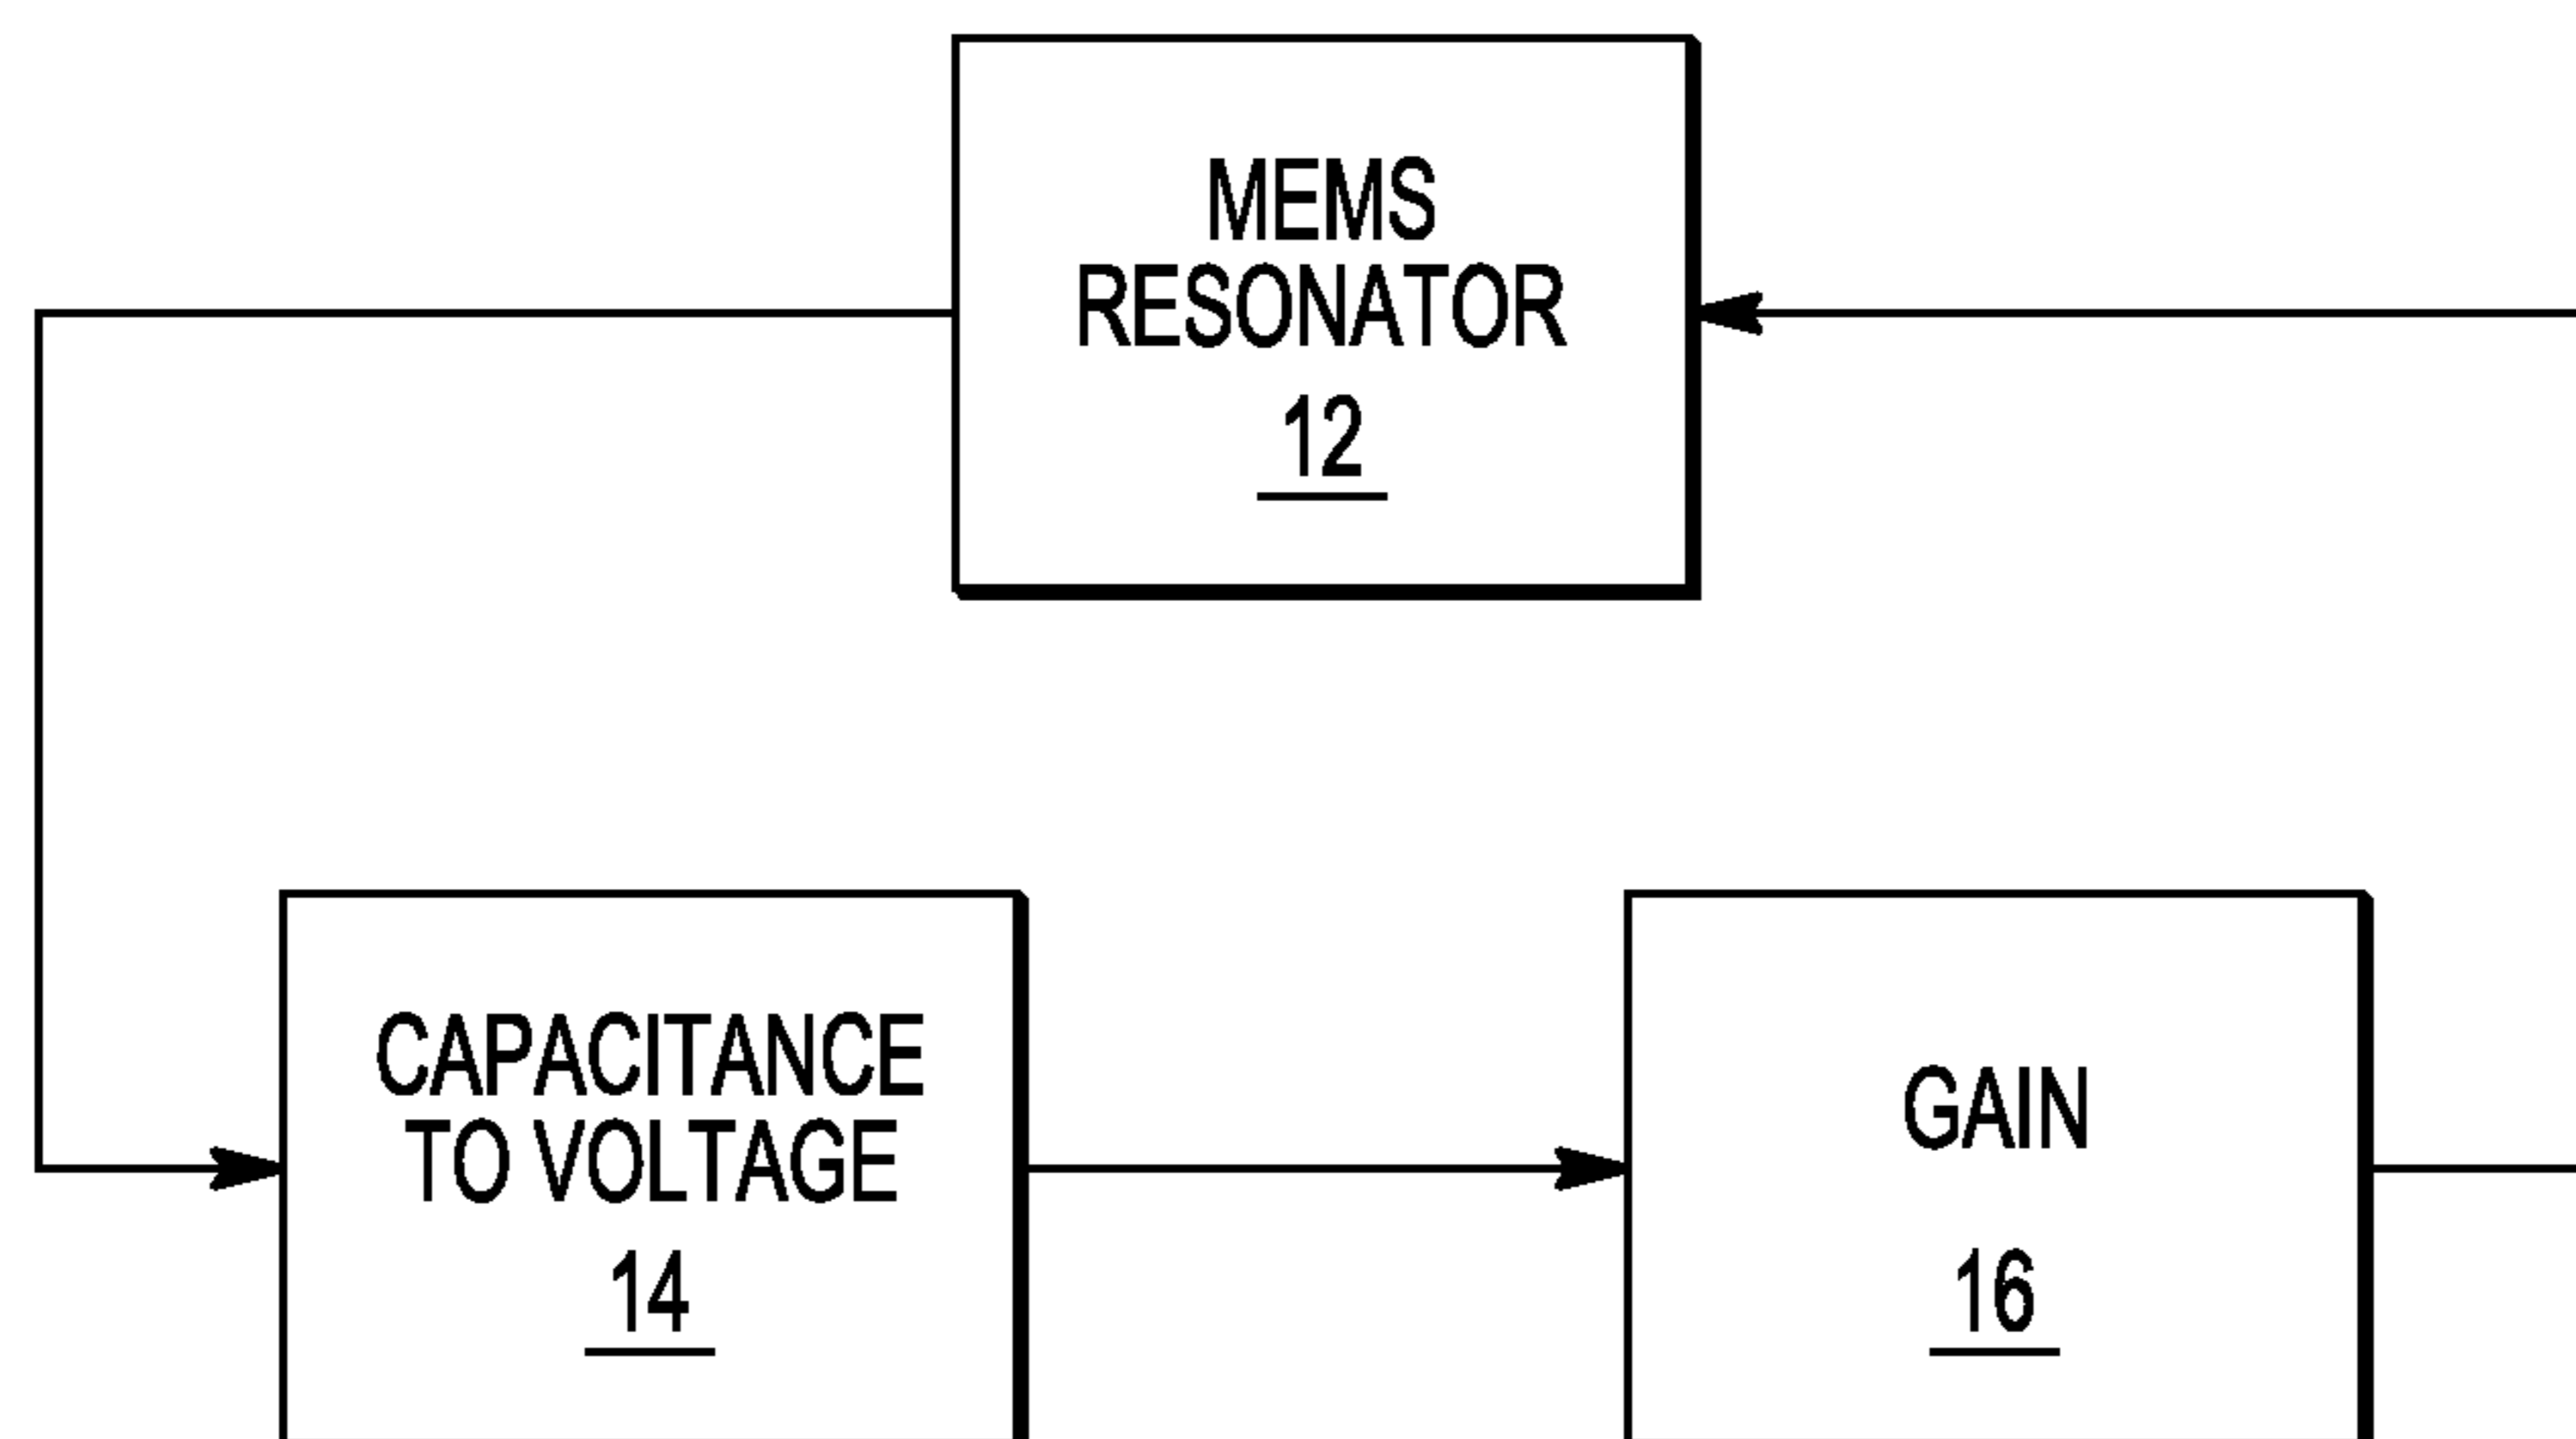 MEMS
RESONATOR
12
CAPACITANCE
TO VOLTAGE
14
GAIN
16